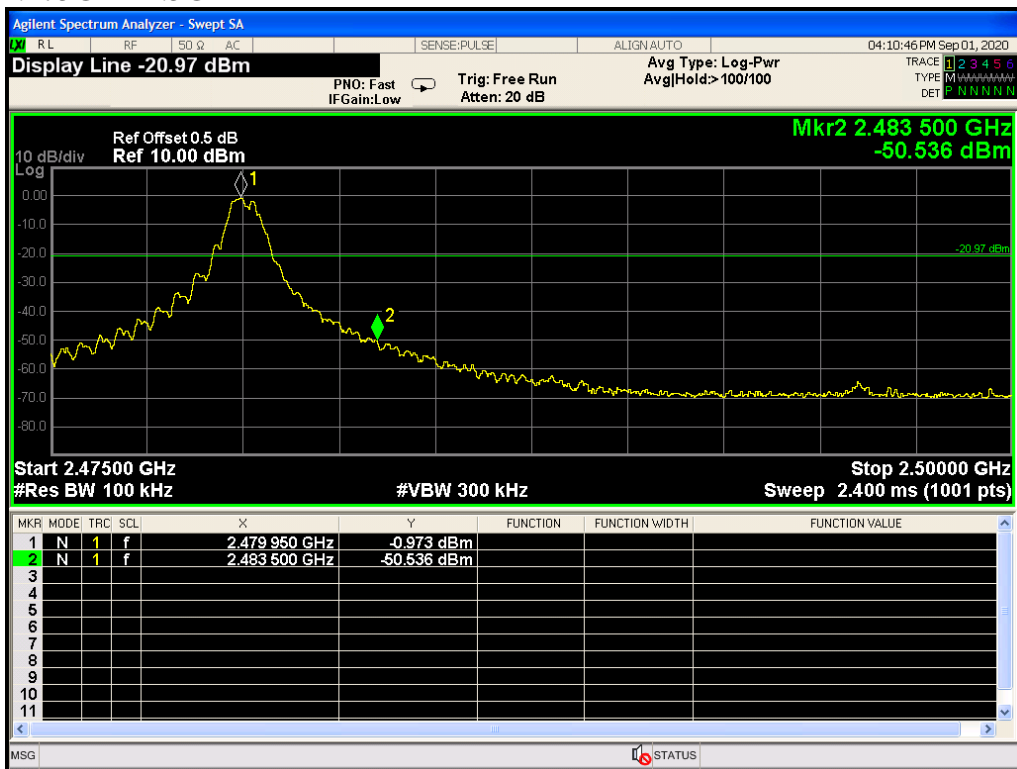 Agilent Spectrum Analyzer - Swept SA
LXI RL RF 50 Ω AC SENSE:PULSE ALIGN AUTO 04:10:46 PM Sep 01, 2020
Display Line -20.97 dBm
PNO: Fast
IFGain:Low
Trig: Free Run
Atten: 20 dB
Avg Type: Log-Pwr
Avg|Hold:>100/100
TRACE 1 2 3 4 5 6
TYPE M
DET P N N N N N
Ref Offset 0.5 dB
10 dB/div Ref 10.00 dBm
Log
Mkr2 2.483 500 GHz
-50.536 dBm
1
0.00
-10.0
-20.0
-20.97 dBm
-30.0
-40.0
2
-50.0
-60.0
-70.0
-80.0
Start 2.47500 GHz Stop 2.50000 GHz
#Res BW 100 kHz #VBW 300 kHz Sweep 2.400 ms (1001 pts)
MKR MODE TRC SCL X Y FUNCTION FUNCTION WIDTH FUNCTION VALUE
1 N 1 f 2.479 950 GHz -0.973 dBm
2 N 1 f 2.483 500 GHz -50.536 dBm
3
4
5
6
7
8
9
10
11
MSG STATUS